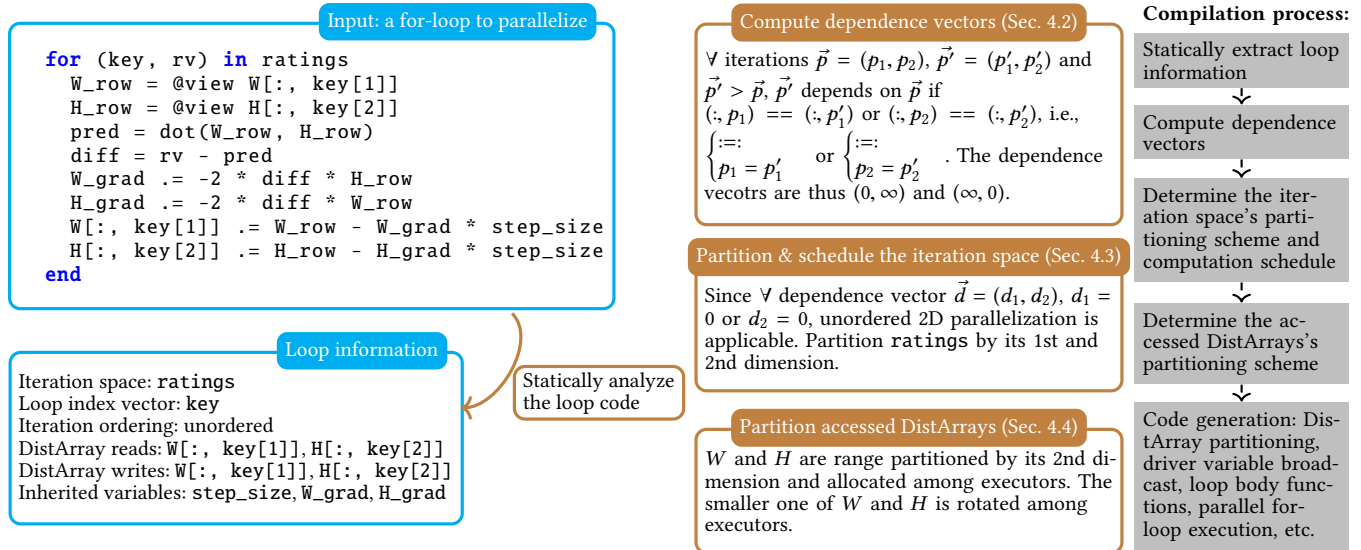 Input: a for-loop to parallelize
for (key, rv) in ratings
W_row = @view W[:, key[1]]
H_row = @view H[:, key[2]]
pred = dot(W_row, H_row)
diff = rv - pred
W_grad .= -2 * diff * H_row
H_grad .= -2 * diff * W_row
W[:, key[1]] .= W_row - W_grad * step_size
H[:, key[2]] .= H_row - H_grad * step_size
end
Loop information
Iteration space: ratings
Loop index vector: key
Iteration ordering: unordered
DistArray reads: W[:, key[1]], H[:, key[2]]
DistArray writes: W[:, key[1]], H[:, key[2]]
Inherited variables: step_size, W_grad, H_grad
Statically analyze
the loop code
Compute dependence vectors (Sec. 4.2)
∀ iterations p⃗ = (p₁, p₂), p⃗′ = (p′₁, p′₂) and
p⃗′ > p⃗, p⃗′ depends on p⃗ if
(:, p₁) == (:, p′₁) or (:, p₂) == (:, p′₂), i.e.,
{:=: p₁ = p′₁ or {:=: p₂ = p′₂ . The dependence
vecotrs are thus (0, ∞) and (∞, 0).
Partition & schedule the iteration space (Sec. 4.3)
Since ∀ dependence vector d⃗ = (d₁, d₂), d₁ =
0 or d₂ = 0, unordered 2D parallelization is
applicable. Partition ratings by its 1st and
2nd dimension.
Partition accessed DistArrays (Sec. 4.4)
W and H are range partitioned by its 2nd di-
mension and allocated among executors. The
smaller one of W and H is rotated among
executors.
Compilation process:
Statically extract loop
information
Compute dependence
vectors
Determine the iter-
ation space's parti-
tioning scheme and
computation schedule
Determine the ac-
cessed DistArrays's
partitioning scheme
Code generation: Dis-
tArray partitioning,
driver variable broad-
cast, loop body func-
tions, parallel for-
loop execution, etc.